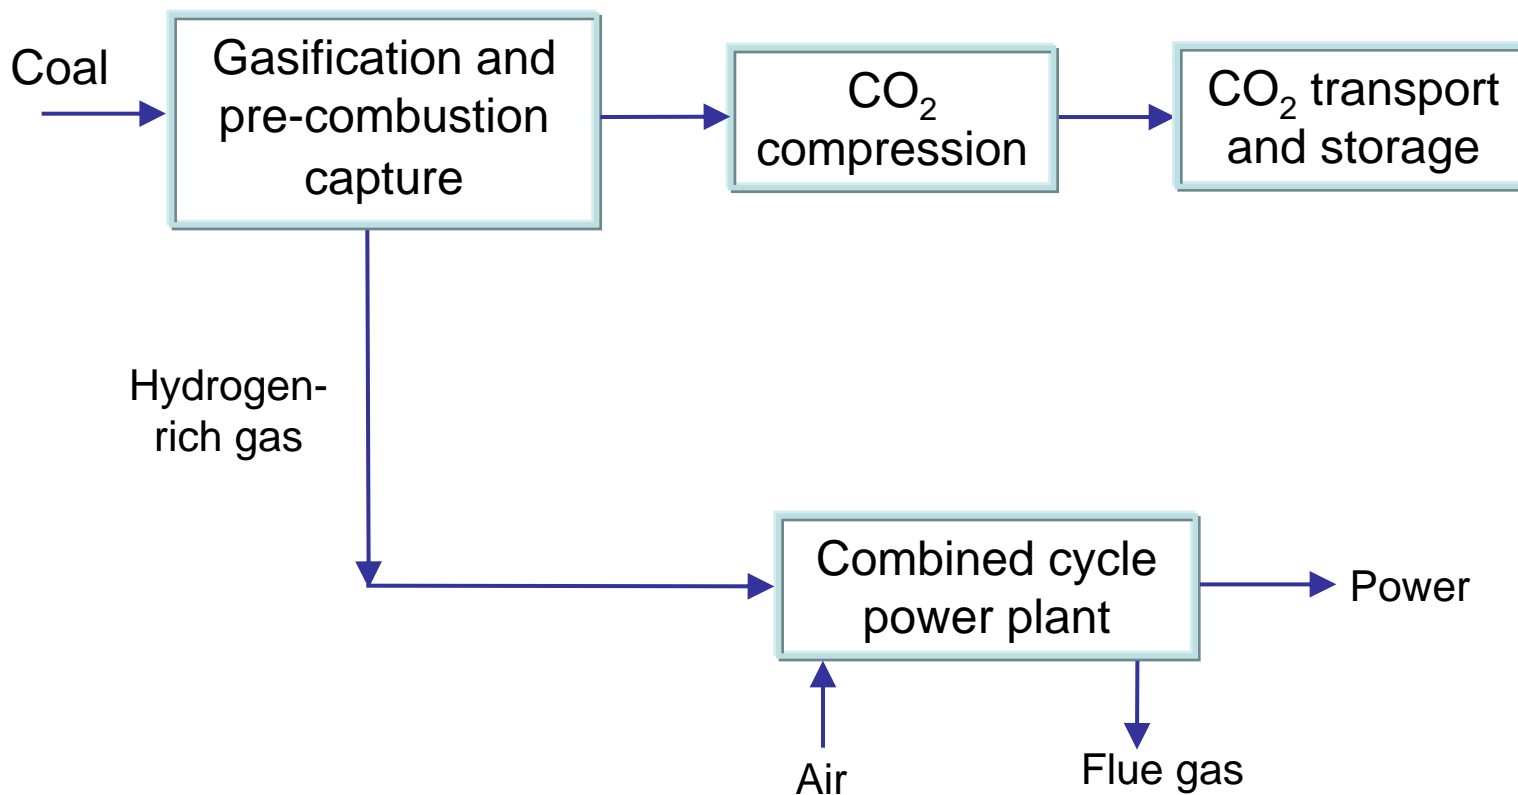 Coal
Gasification and
pre-combustion
capture
CO₂
compression
CO₂ transport
and storage
Hydrogen-
rich gas
Combined cycle
power plant
Power
Air
Flue gas